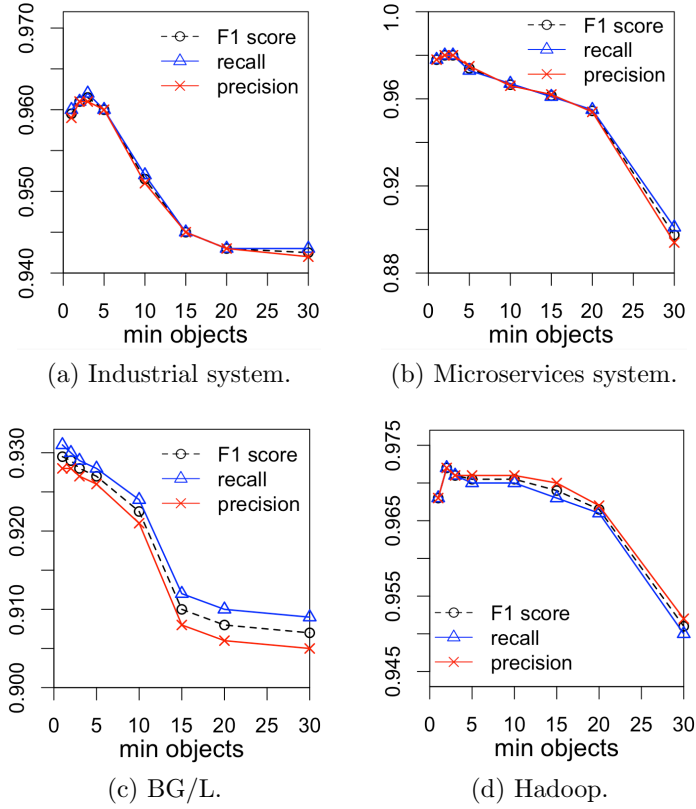 0.970
0.960
0.950
0.940
F1 score
recall
precision
0 5 10 15 20 25 30
min objects
(a) Industrial system.
1.0
0.96
0.92
0.88
F1 score
recall
precision
0 5 10 15 20 25 30
min objects
(b) Microservices system.
0.930
0.920
0.910
0.900
F1 score
recall
precision
0 5 10 15 20 25 30
min objects
(c) BG/L.
0.975
0.965
0.955
0.945
F1 score
recall
precision
0 5 10 15 20 25 30
min objects
(d) Hadoop.